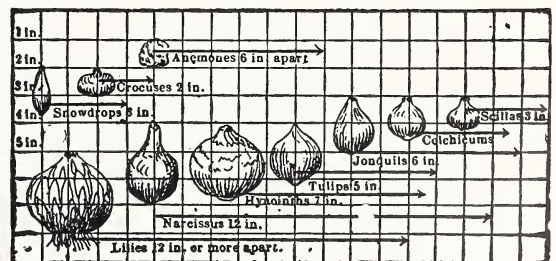 1 in.
Anemones 6 in. apart
2 in.
3 in.
Crocuses 2 in.
Snowdrops 3 in.
Scillas 3 in.
4 in.
Colchicums
5 in.
Jonquils 6 in.
Tulips 5 in.
Hyacinths 7 in.
Narcissus 12 in.
Lilies 12 in. or more apart.